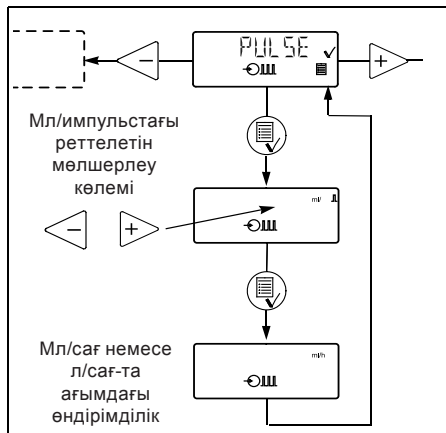 PULSE
Мл/импульстағы
реттелетін
мөлшерлеу
көлемі
ml/
Мл/сағ немесе
л/сағ-та
ағымдағы
өндірімділік
ml/h